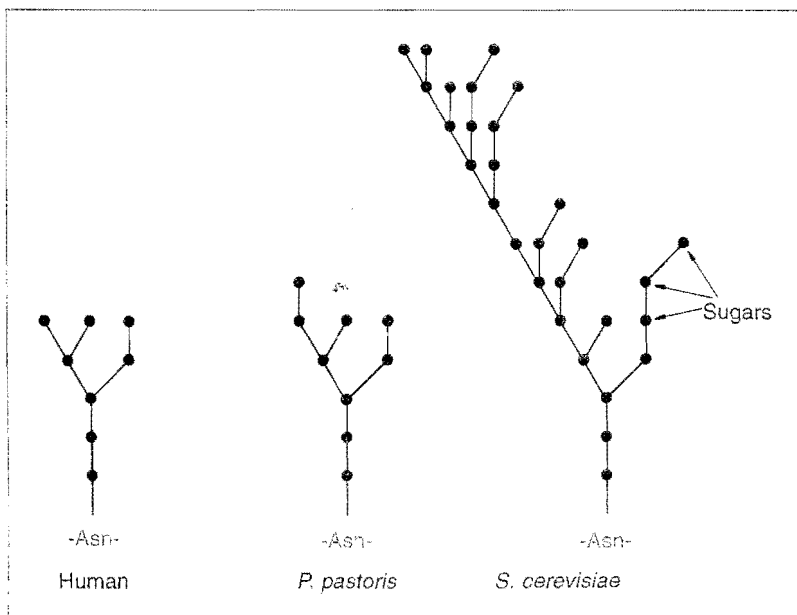 Sugars
-Asn- -Asn- -Asn-
Human P. pastoris S. cerevisiae